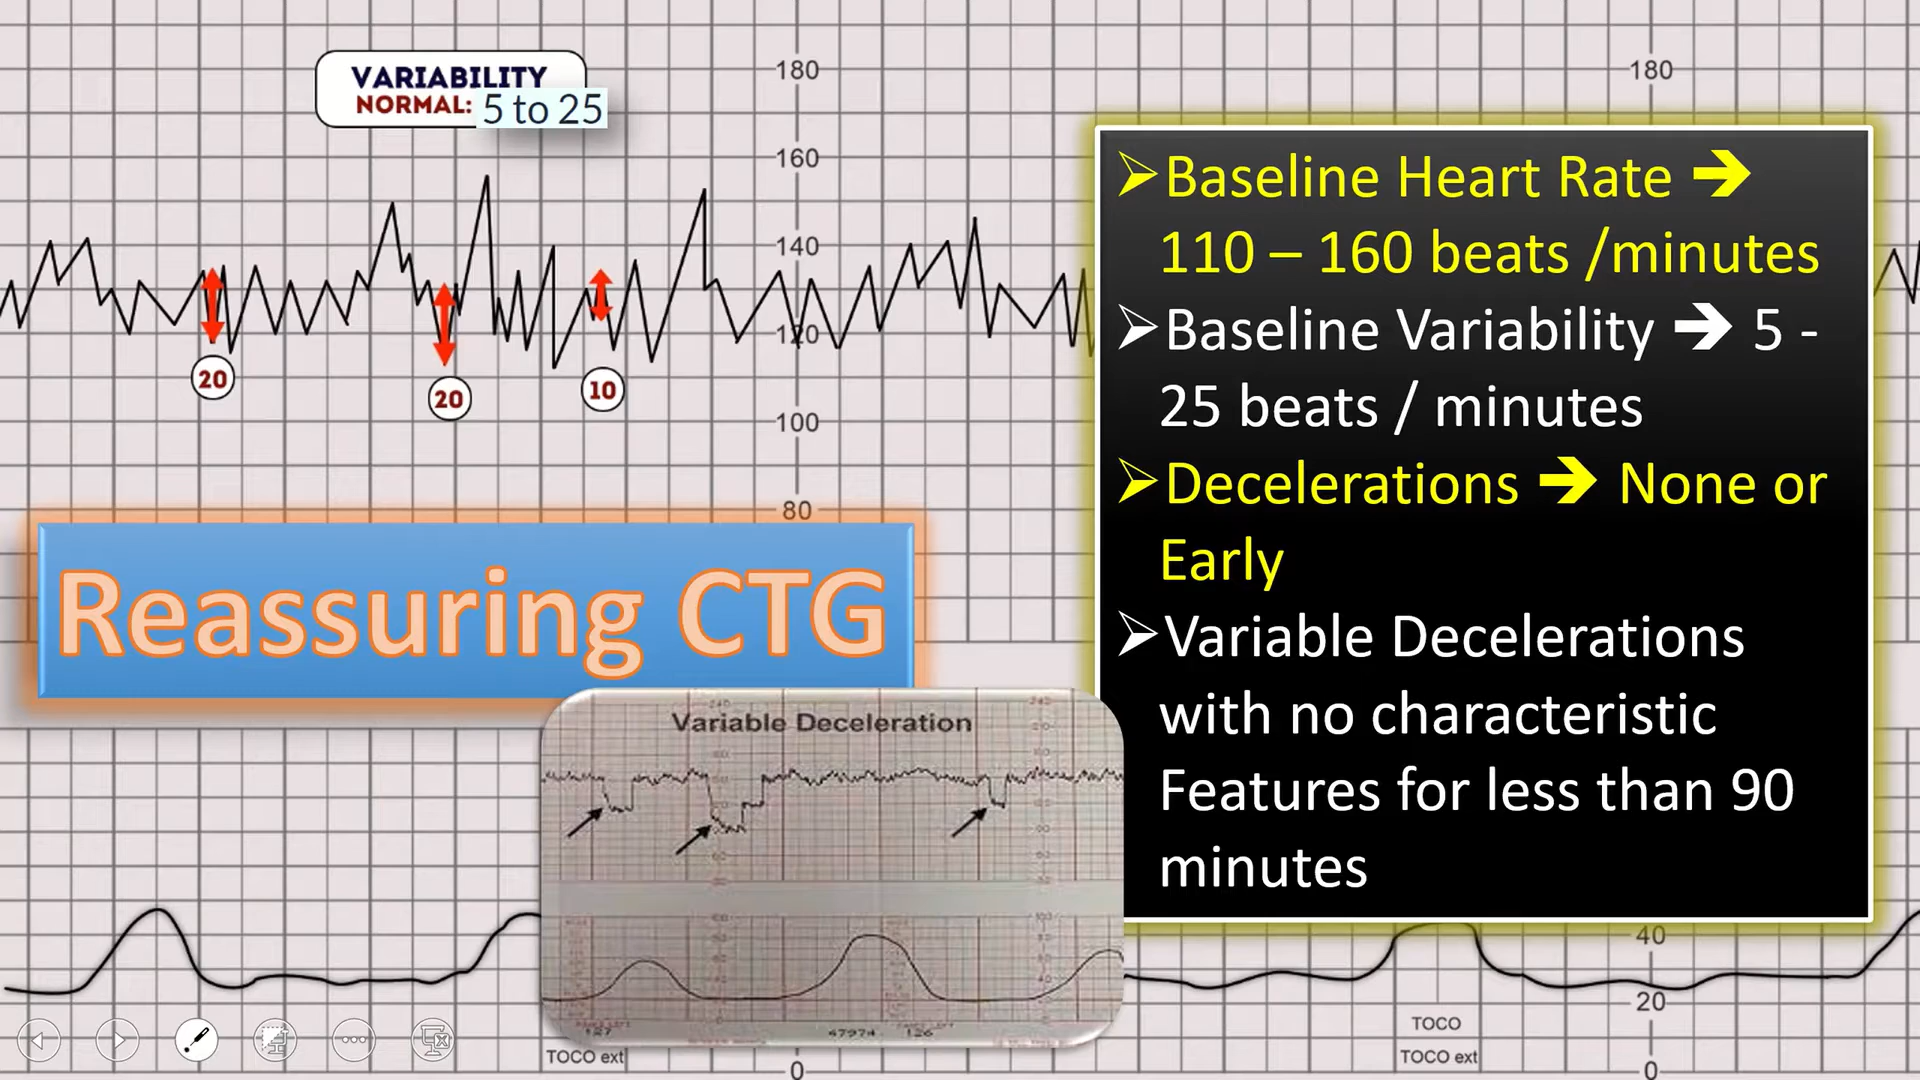 VARIABILITY
NORMAL: 5 to 25
180
180
160
140
120
100
80
20
20
10
➢Baseline Heart Rate ➔
110 – 160 beats /minutes
➢Baseline Variability ➔ 5 -
25 beats / minutes
➢Decelerations ➔ None or
Early
➢Variable Decelerations
with no characteristic
Features for less than 90
minutes
Reassuring CTG
Variable Deceleration
47974
126
40
20
TOCO
TOCO ext
TOCO ext
0
0